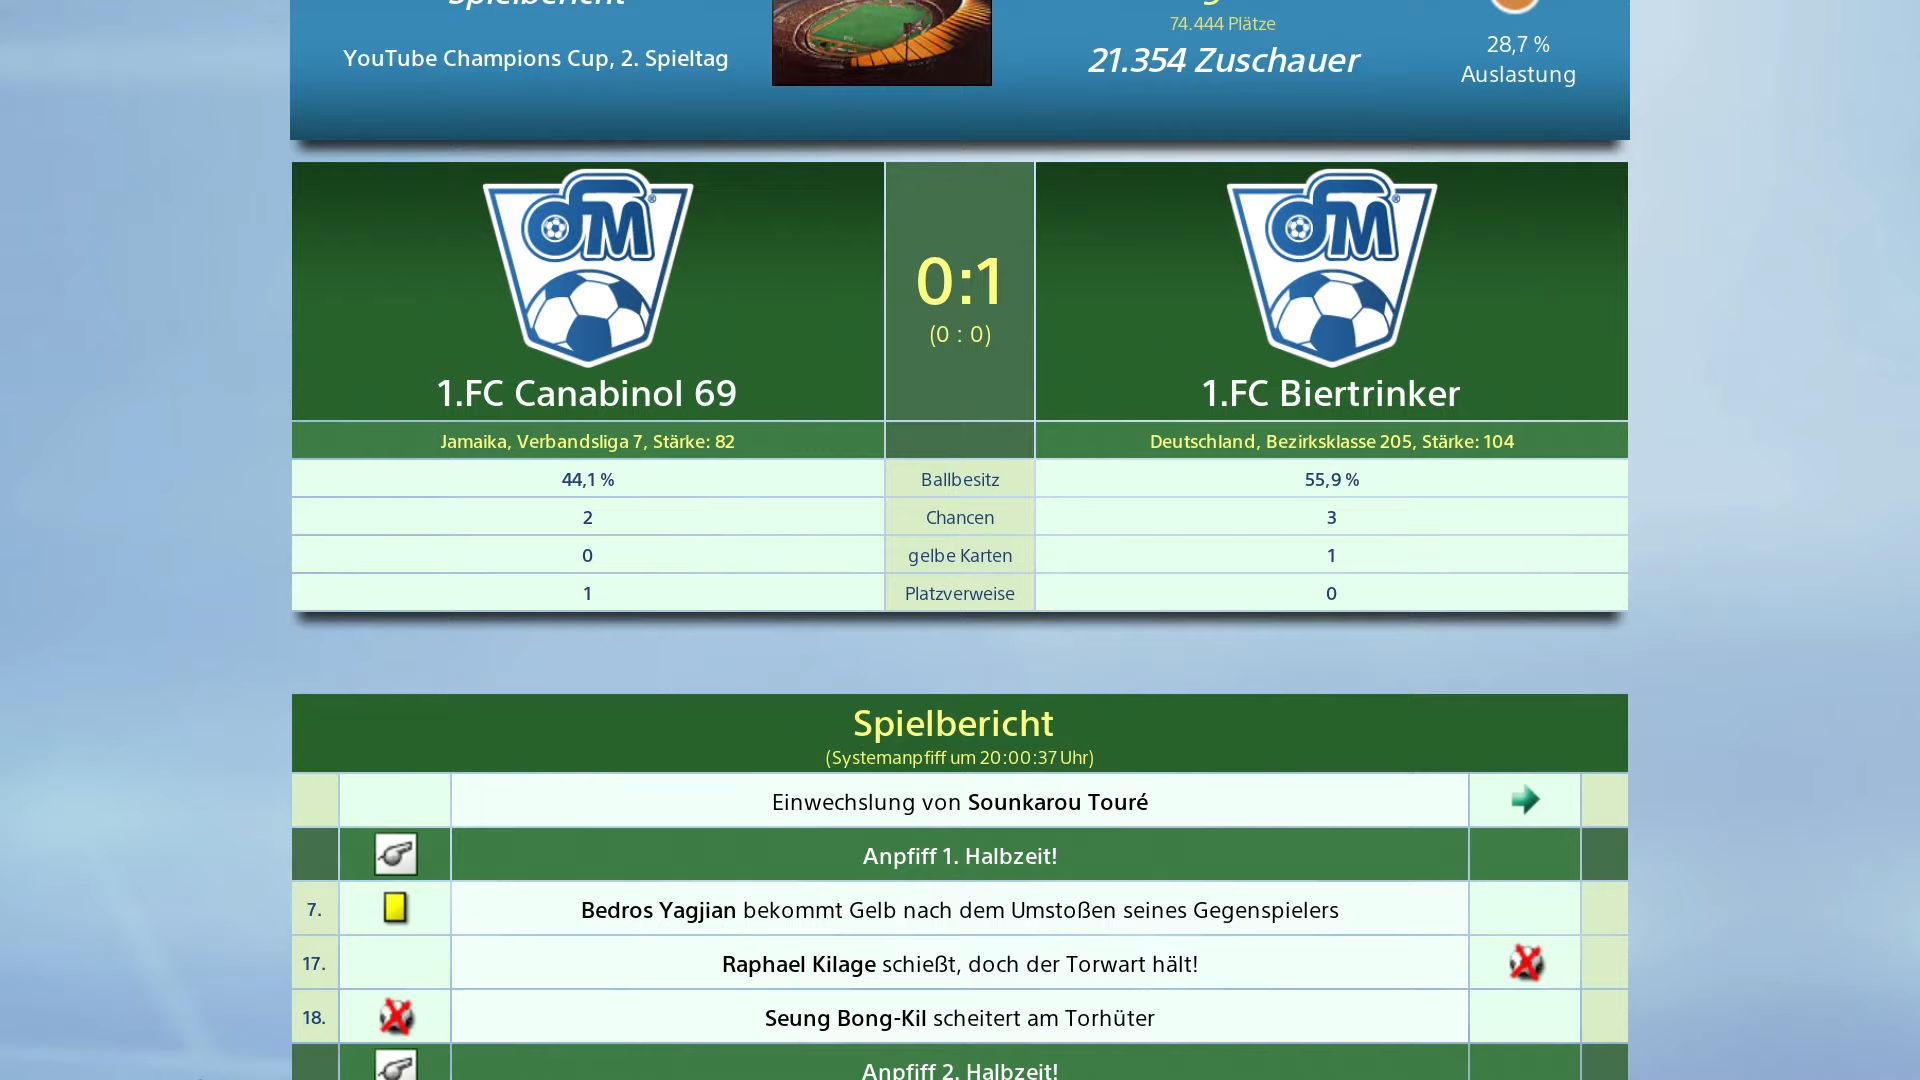 Spielbericht
74.444 Plätze
YouTube Champions Cup, 2. Spieltag
21.354 Zuschauer
28,7 %
Auslastung
OFM
OFM
0:1
(0 : 0)
1.FC Canabinol 69
1.FC Biertrinker
Jamaika, Verbandsliga 7, Stärke: 82
Deutschland, Bezirksklasse 205, Stärke: 104
44,1 % Ballbesitz 55,9 %
2 Chancen 3
0 gelbe Karten 1
1 Platzverweise 0
Spielbericht
(Systemanpfiff um 20:00:37 Uhr)
Einwechslung von Sounkarou Touré
Anpfiff 1. Halbzeit!
7. Bedros Yagjian bekommt Gelb nach dem Umstoßen seines Gegenspielers
17. Raphael Kilage schießt, doch der Torwart hält!
18. Seung Bong-Kil scheitert am Torhüter
Anpfiff 2. Halbzeit!